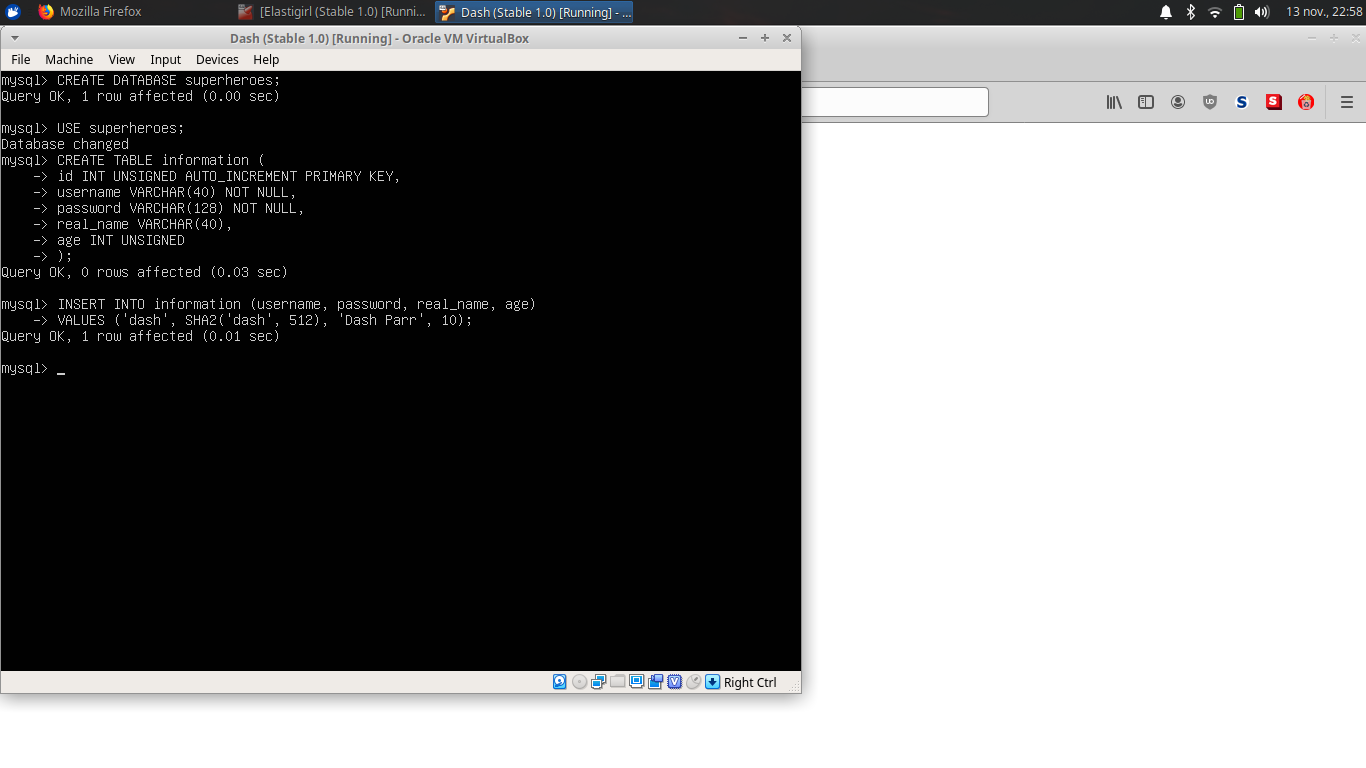 Mozilla Firefox
[Elastigirl (Stable 1.0) [Runni...
Dash (Stable 1.0) [Running] - ...
13 nov., 22:58
Dash (Stable 1.0) [Running] - Oracle VM VirtualBox
File Machine View Input Devices Help
mysql> CREATE DATABASE superheroes;
Query OK, 1 row affected (0.00 sec)
mysql> USE superheroes;
Database changed
mysql> CREATE TABLE information (
    -> id INT UNSIGNED AUTO_INCREMENT PRIMARY KEY,
    -> username VARCHAR(40) NOT NULL,
    -> password VARCHAR(128) NOT NULL,
    -> real_name VARCHAR(40),
    -> age INT UNSIGNED
    -> );
Query OK, 0 rows affected (0.03 sec)
mysql> INSERT INTO information (username, password, real_name, age)
    -> VALUES ('dash', SHA2('dash', 512), 'Dash Parr', 10);
Query OK, 1 row affected (0.01 sec)
mysql> _
Right Ctrl